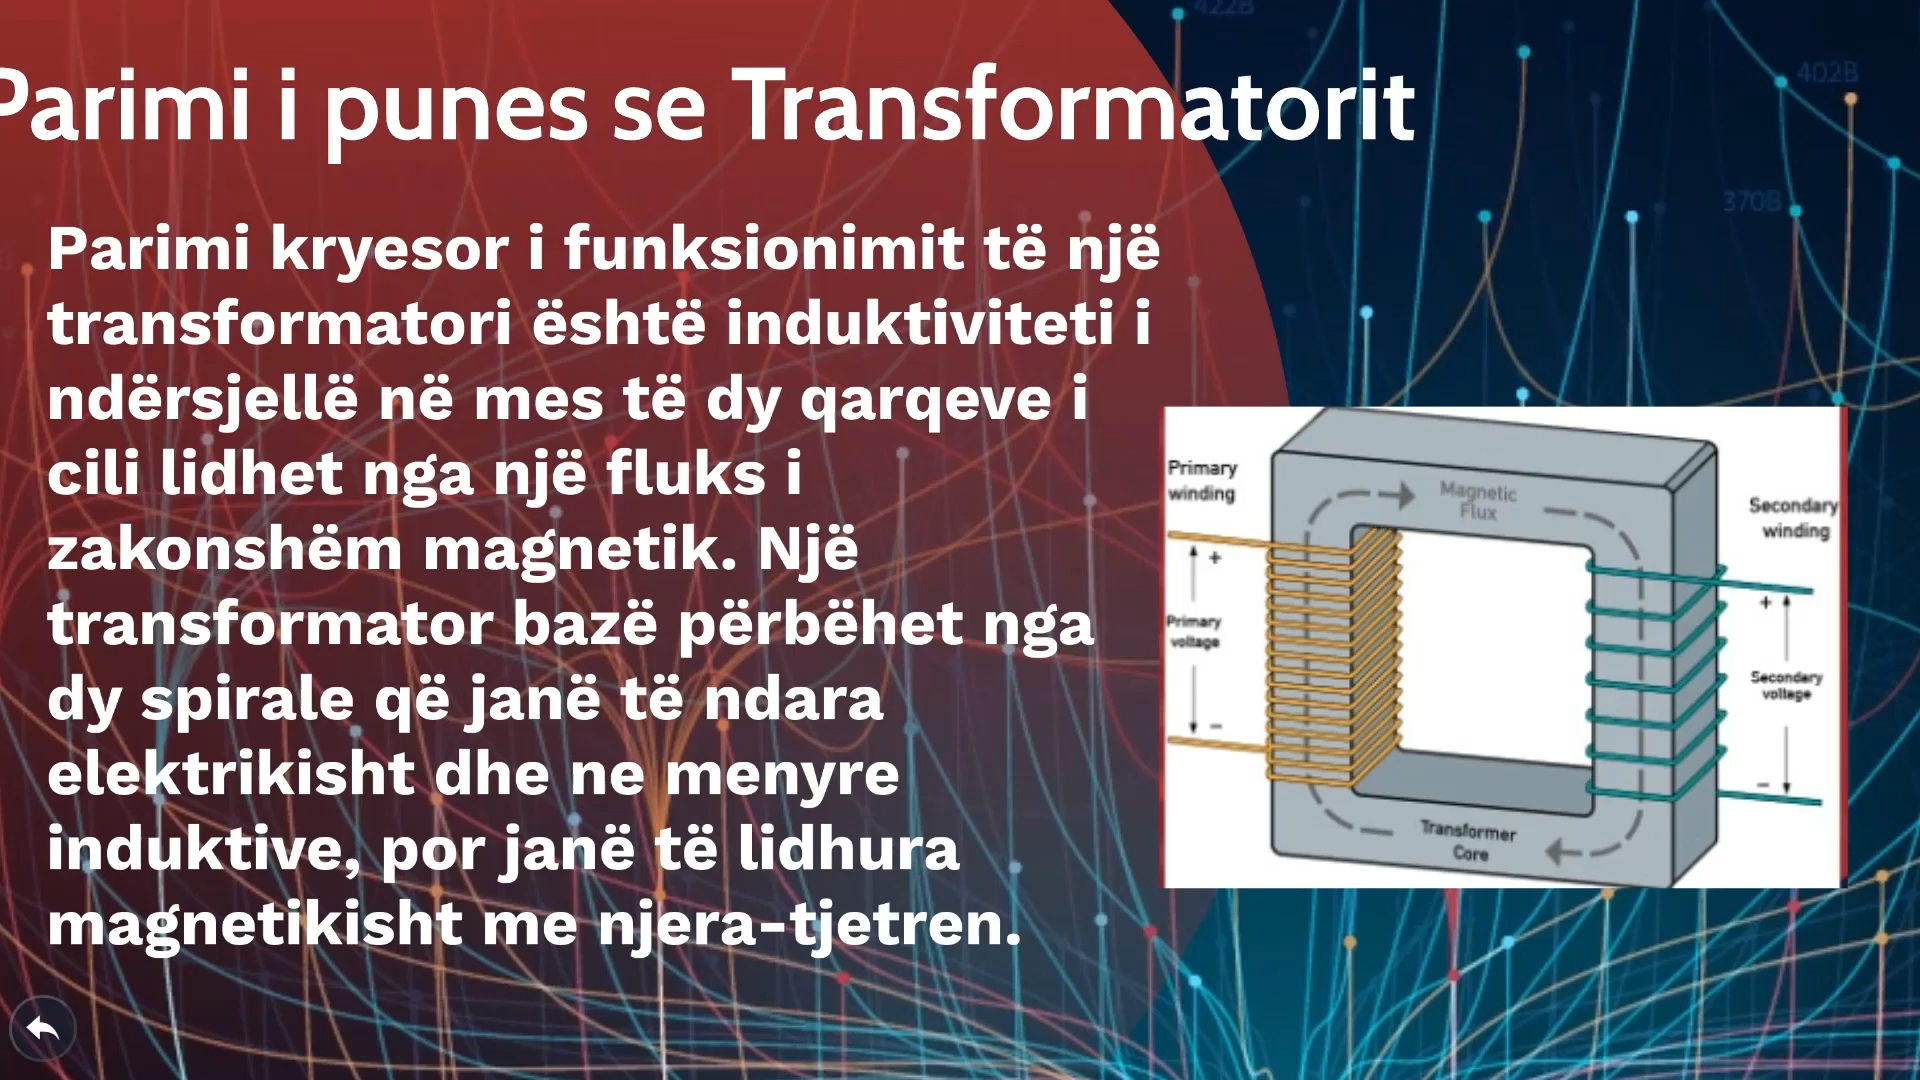 422B
Parimi i punes se Transformatorit
402B
370B
Parimi kryesor i funksionimit të një
transformatori është induktiviteti i
ndërsjellë në mes të dy qarqeve i
cili lidhet nga një fluks i
zakonshëm magnetik. Një
transformator bazë përbëhet nga
dy spirale që janë të ndara
elektrikisht dhe ne menyre
induktive, por janë të lidhura
magnetikisht me njera-tjetren.
Primary
winding
Magnetic
Flux
Secondary
winding
+
Primary
voltage
−
+
Secondary
voltage
−
Transformer
Core